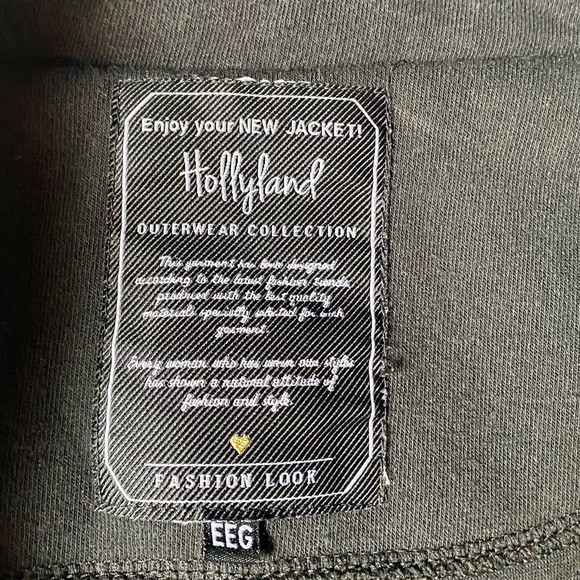 Enjoy your NEW JACKET!
Hollyland
OUTERWEAR COLLECTION
This garment has been designed
according to the latest fashion trends,
produced with the best quality
materials specially selected for each
garment.
Every woman who has worn our styles
has shown a natural attitude of
fashion and style.
FASHION LOOK
EEG